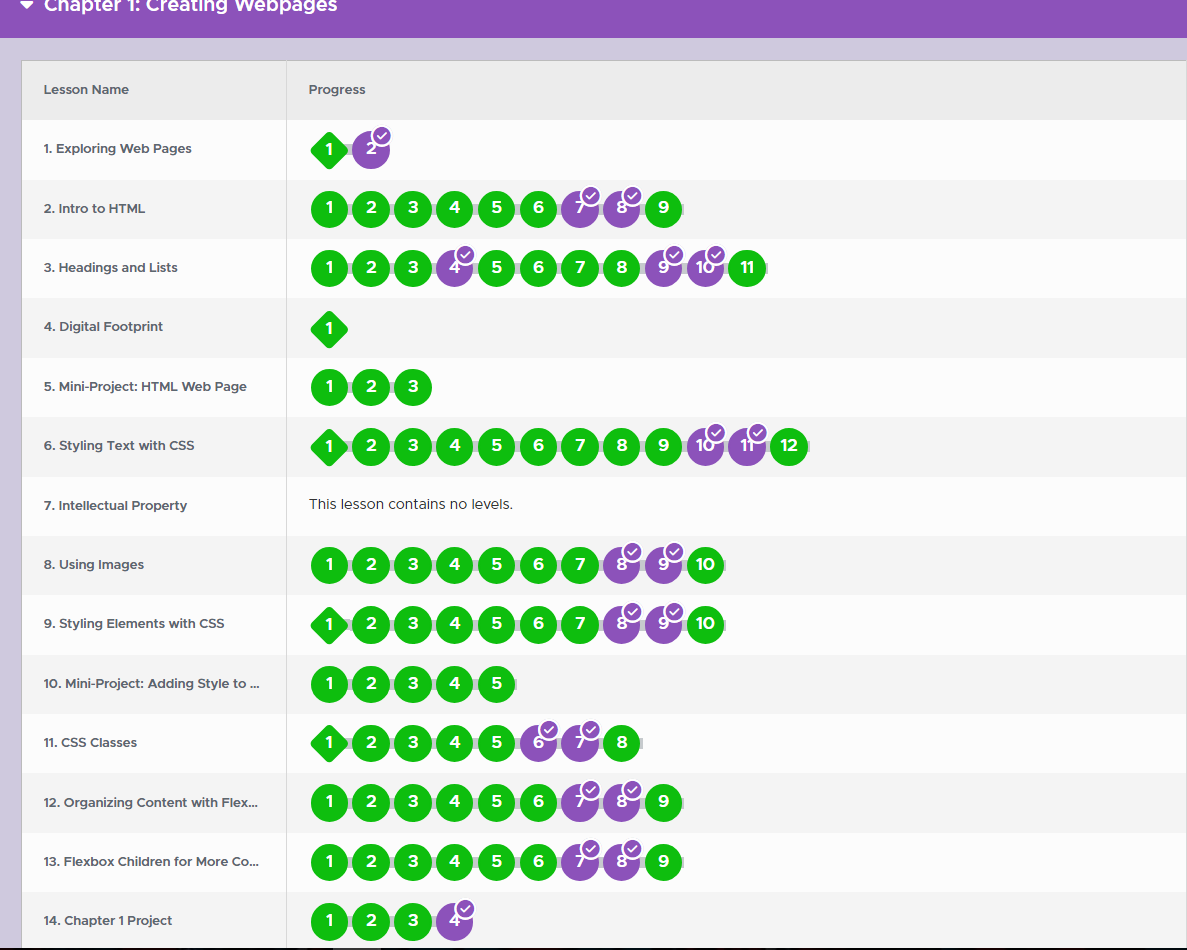 Chapter 1: Creating Webpages
Lesson Name Progress
1. Exploring Web Pages 1 2
2. Intro to HTML 1 2 3 4 5 6 7 8 9
3. Headings and Lists 1 2 3 4 5 6 7 8 9 10 11
4. Digital Footprint 1
5. Mini-Project: HTML Web Page 1 2 3
6. Styling Text with CSS 1 2 3 4 5 6 7 8 9 10 11 12
7. Intellectual Property This lesson contains no levels.
8. Using Images 1 2 3 4 5 6 7 8 9 10
9. Styling Elements with CSS 1 2 3 4 5 6 7 8 9 10
10. Mini-Project: Adding Style to ... 1 2 3 4 5
11. CSS Classes 1 2 3 4 5 6 7 8
12. Organizing Content with Flex... 1 2 3 4 5 6 7 8 9
13. Flexbox Children for More Co... 1 2 3 4 5 6 7 8 9
14. Chapter 1 Project 1 2 3 4